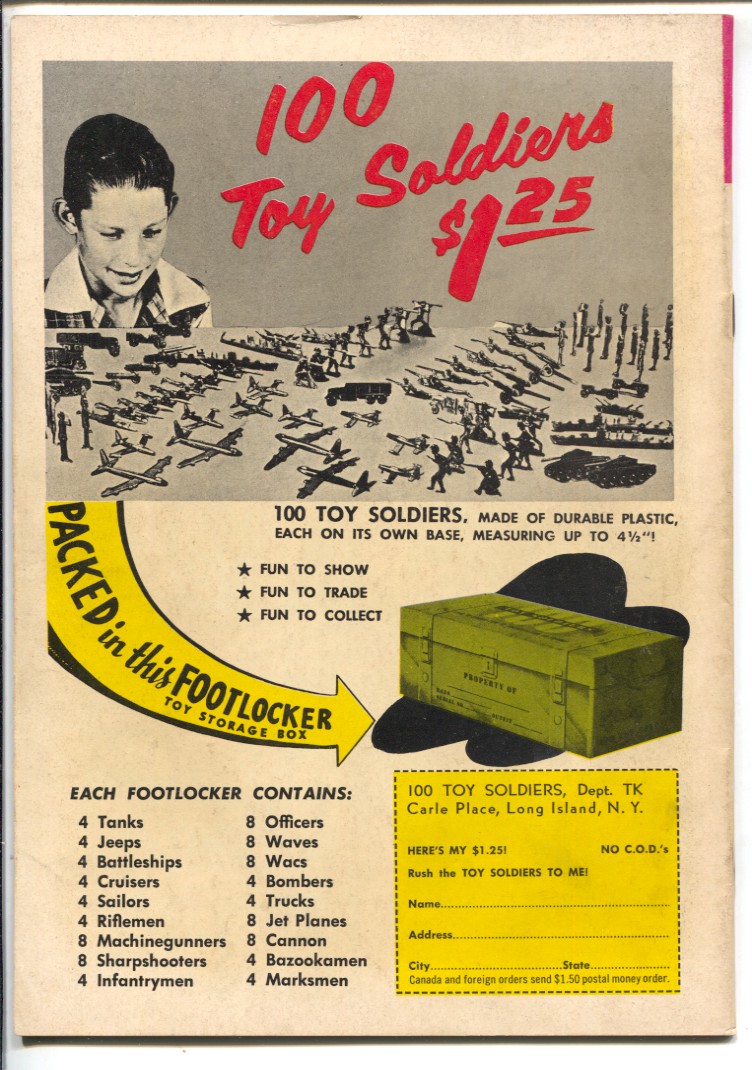 100
Toy Soldiers
$1.25
100 TOY SOLDIERS, MADE OF DURABLE PLASTIC,
EACH ON ITS OWN BASE, MEASURING UP TO 4½"!
★ FUN TO SHOW
★ FUN TO TRADE
★ FUN TO COLLECT
PACKED in this FOOTLOCKER
TOY STORAGE BOX
PROPERTY OF
EACH FOOTLOCKER CONTAINS:
4 Tanks
4 Jeeps
4 Battleships
4 Cruisers
4 Sailors
4 Riflemen
8 Machinegunners
8 Sharpshooters
4 Infantrymen
8 Officers
8 Waves
8 Wacs
4 Bombers
4 Trucks
8 Jet Planes
8 Cannon
4 Bazookamen
4 Marksmen
100 TOY SOLDIERS, Dept. TK
Carle Place, Long Island, N. Y.
HERE'S MY $1.25! NO C.O.D.'s
Rush the TOY SOLDIERS TO ME!
Name
Address
City State
Canada and foreign orders send $1.50 postal money order.